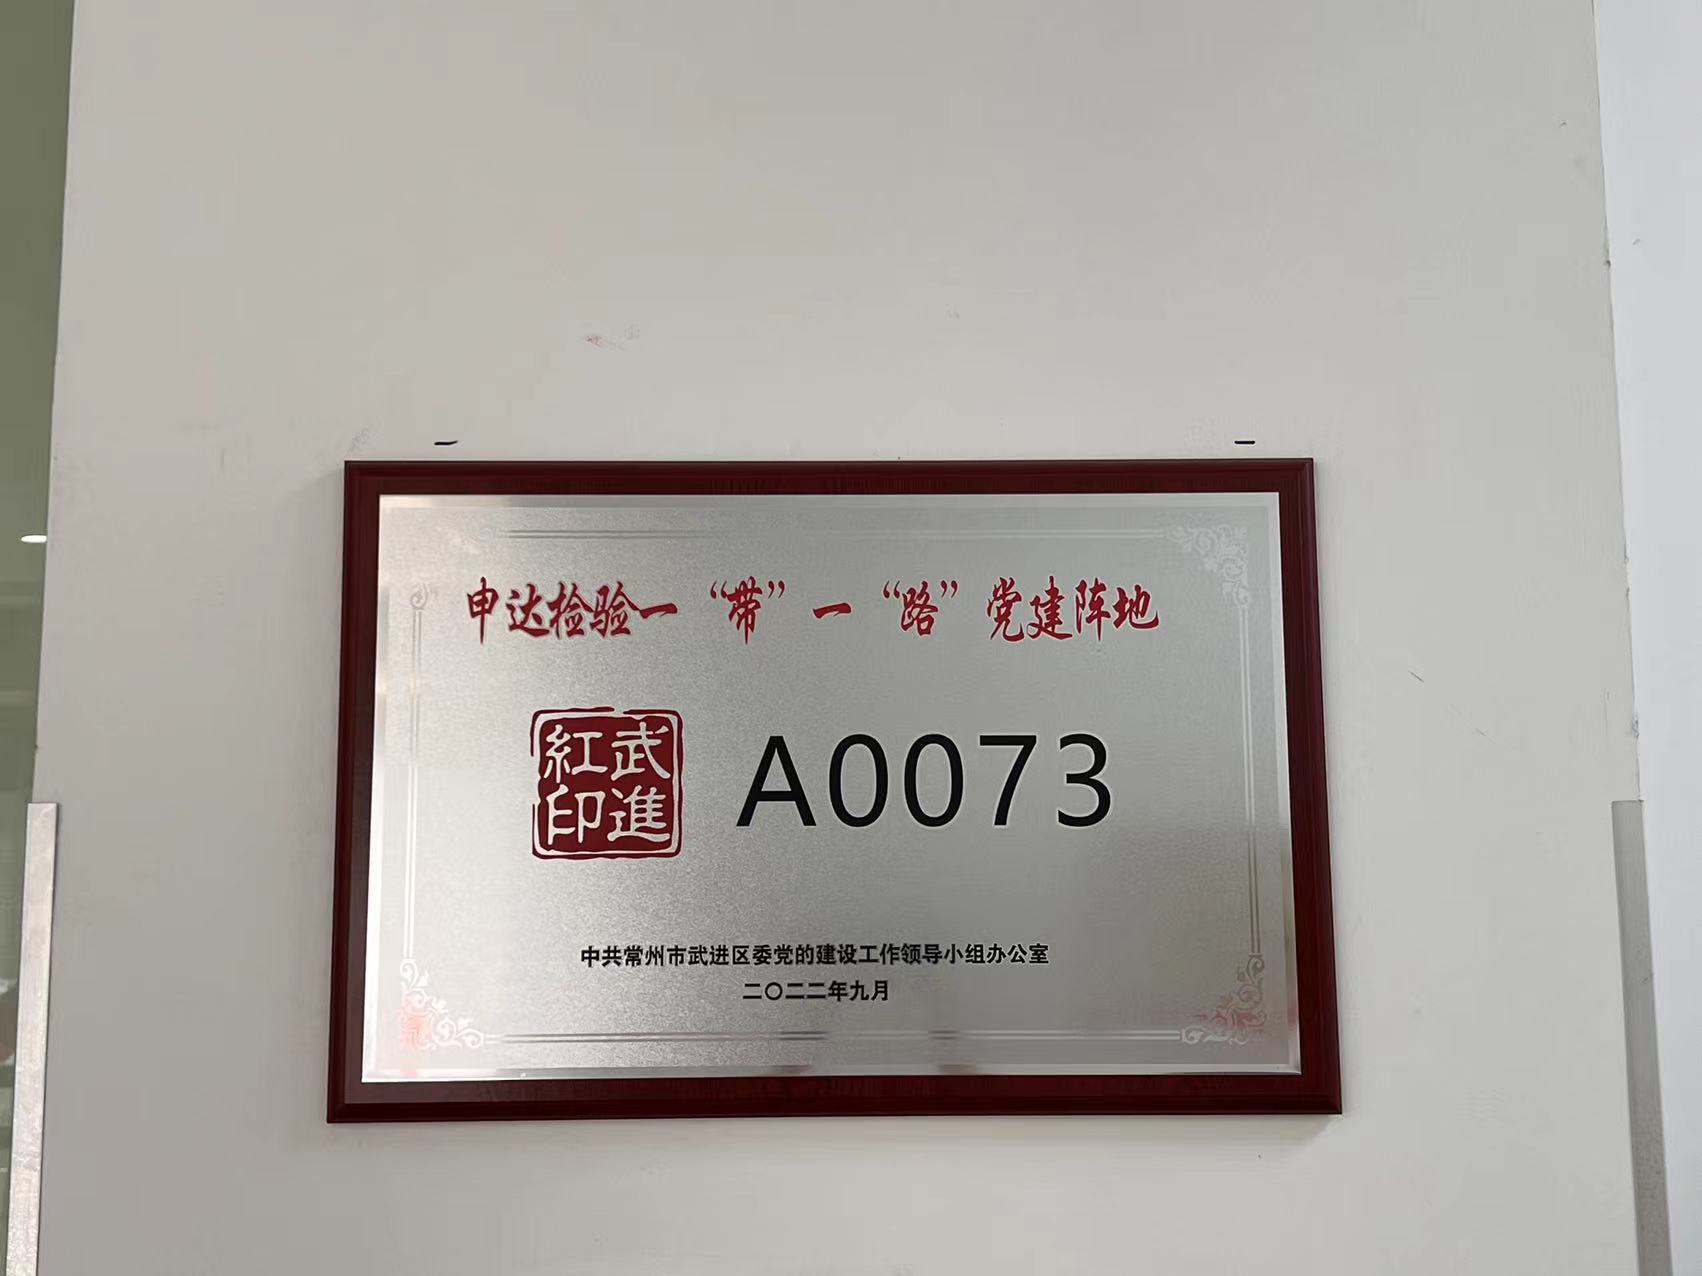 申达检验一“带”一“路”党建阵地
武進紅印
A0073
中共常州市武进区委党的建设工作领导小组办公室
二〇二二年九月